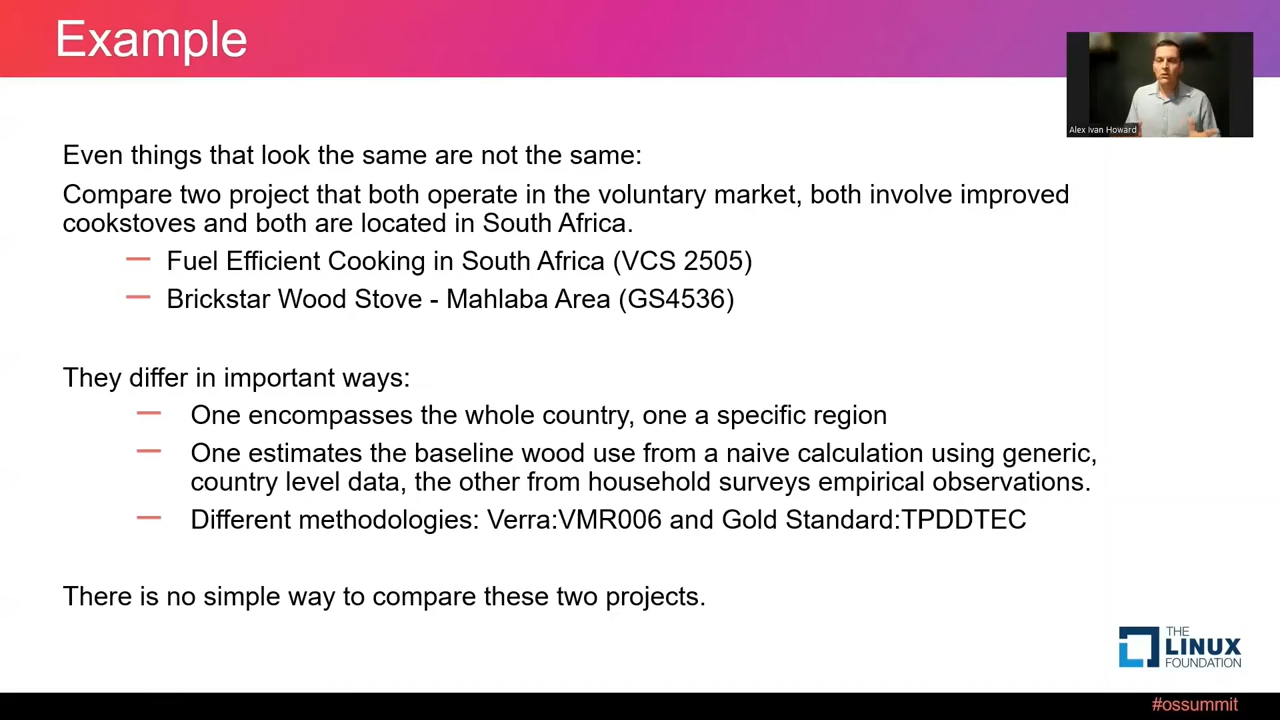 Example
Alex Ivan Howard
Even things that look the same are not the same:
Compare two project that both operate in the voluntary market, both involve improved
cookstoves and both are located in South Africa.
— Fuel Efficient Cooking in South Africa (VCS 2505)
— Brickstar Wood Stove - Mahlaba Area (GS4536)
They differ in important ways:
— One encompasses the whole country, one a specific region
— One estimates the baseline wood use from a naive calculation using generic,
country level data, the other from household surveys empirical observations.
— Different methodologies: Verra:VMR006 and Gold Standard:TPDDTEC
There is no simple way to compare these two projects.
THE
LINUX
FOUNDATION
#ossummit